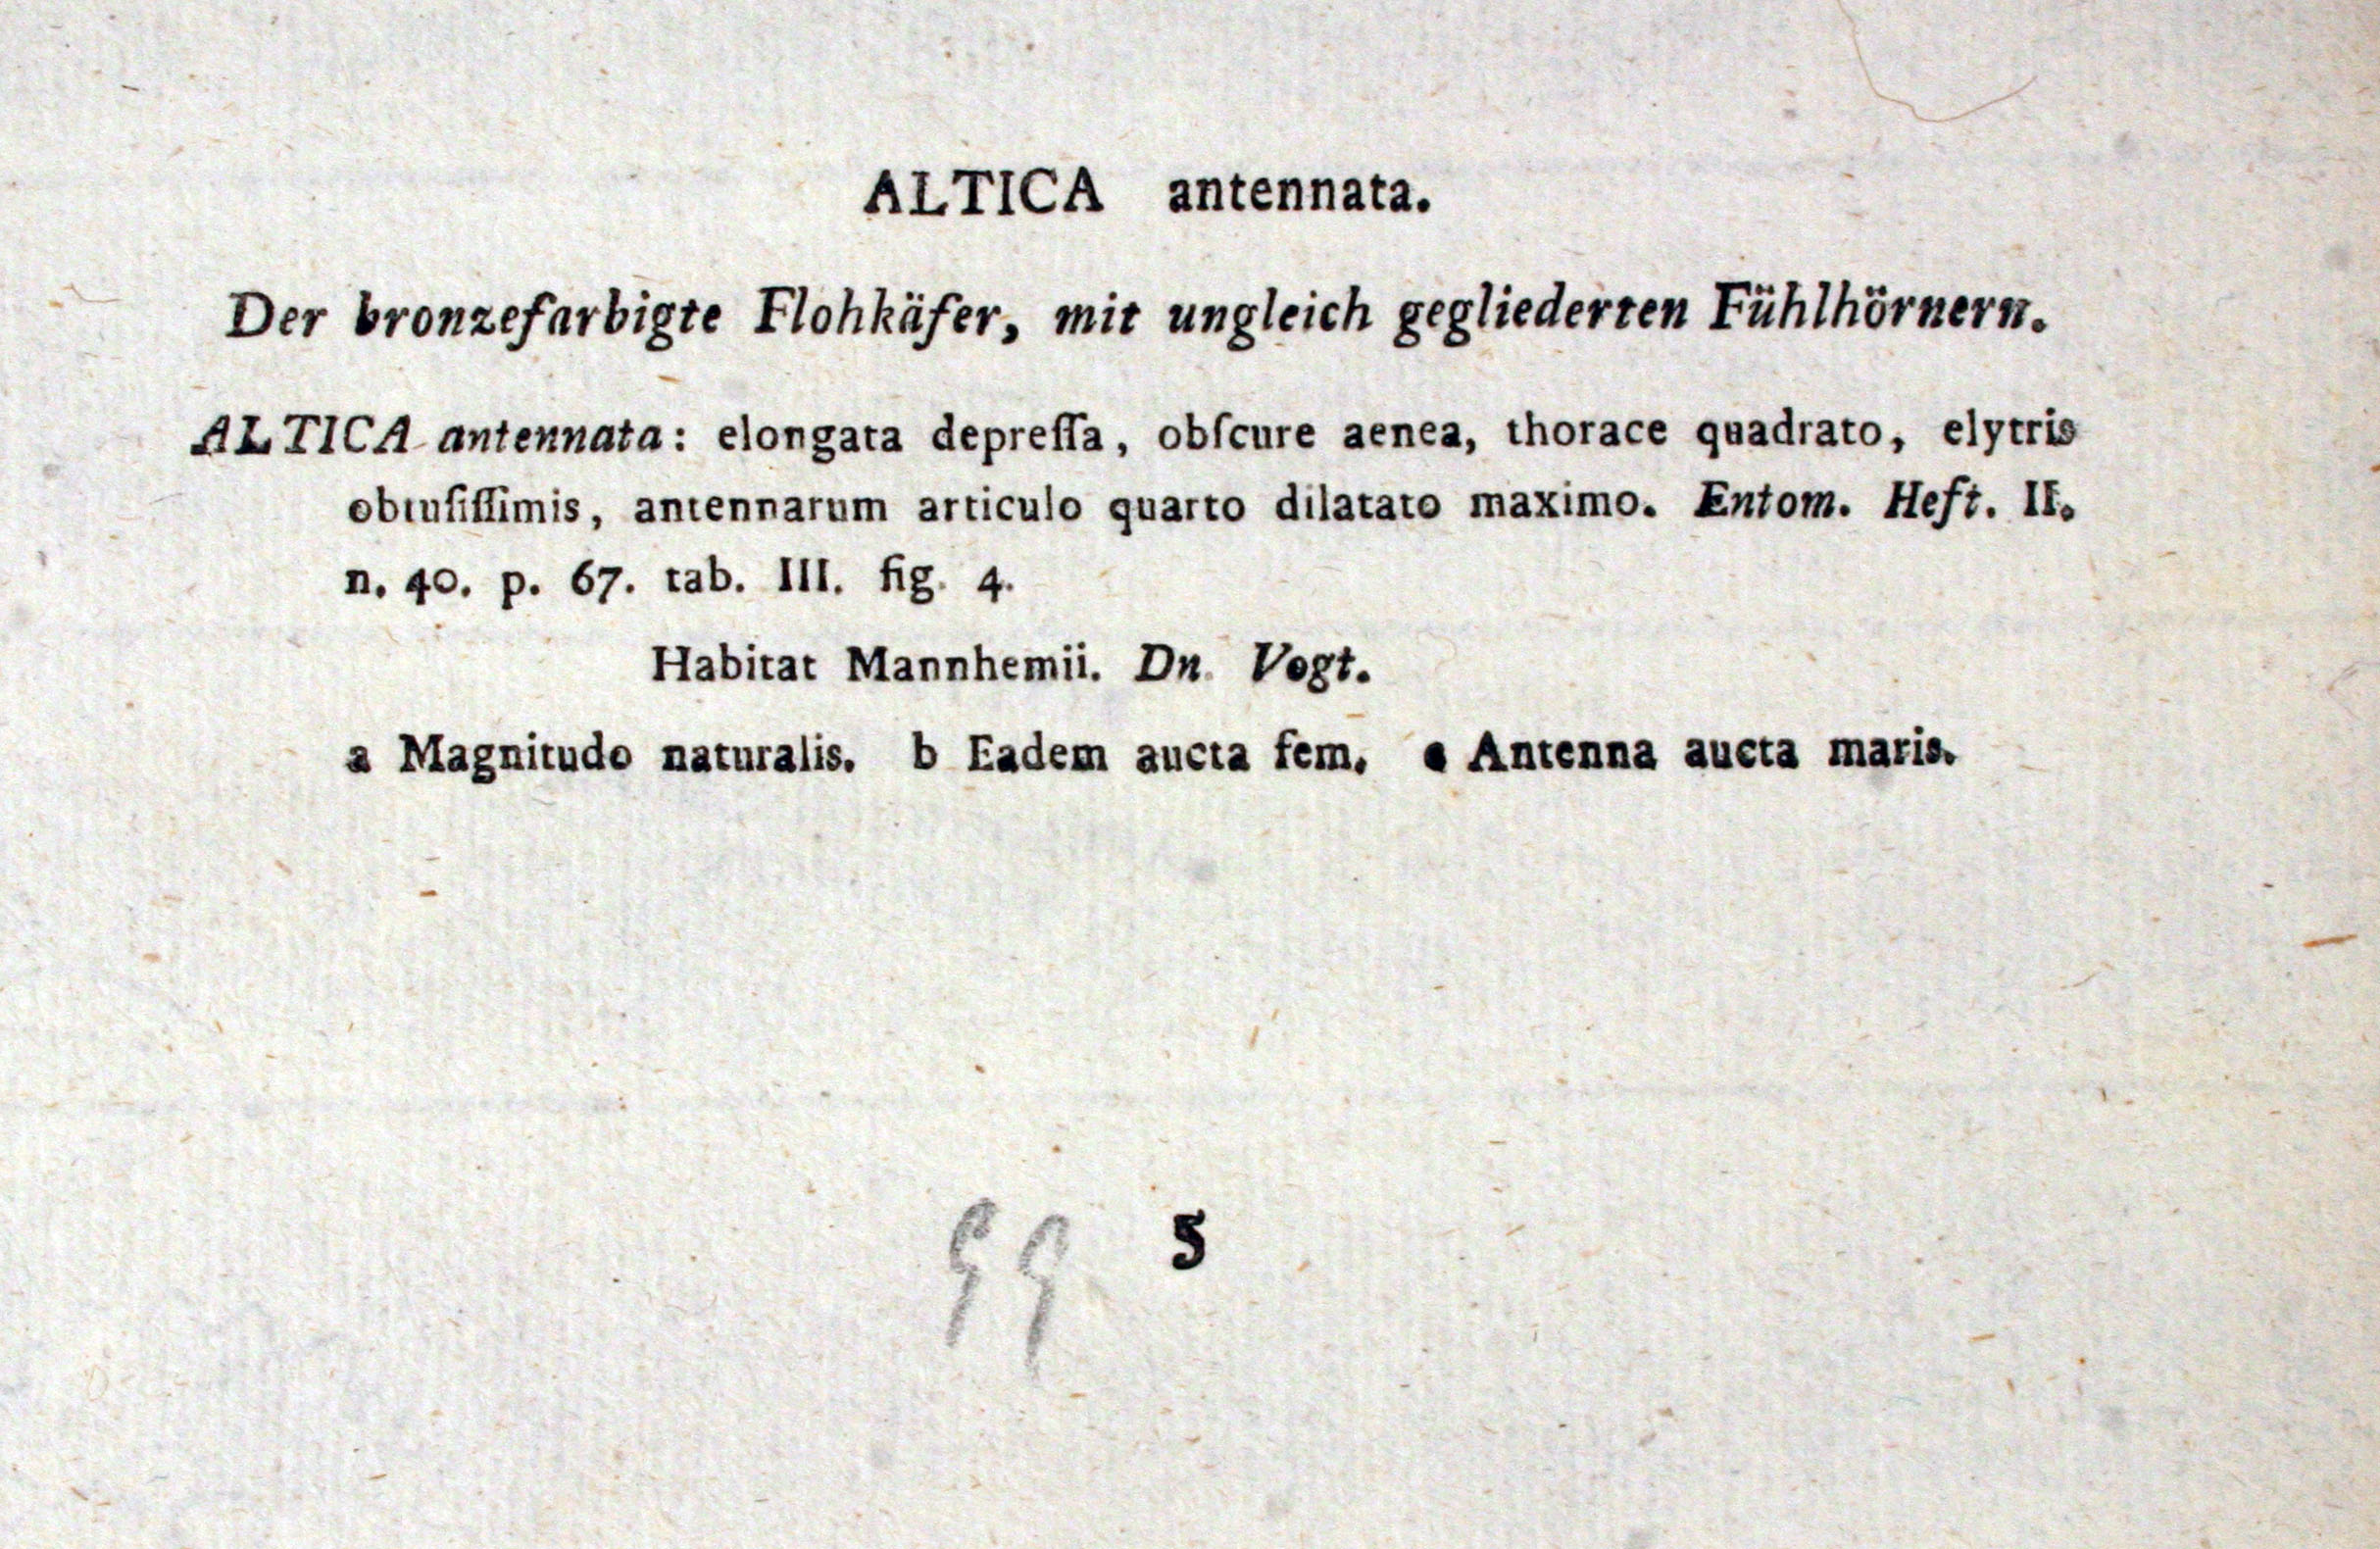 ALTICA antennata.
Der bronzefarbigte Flohkäfer, mit ungleich gegliederten Fühlhörnern.
ALTICA antennata: elongata depreſſa, obſcure aenea, thorace quadrato, elytris
obtuſiſſimis, antennarum articulo quarto dilatato maximo. Entom. Heft. II.
n. 40. p. 67. tab. III. fig. 4.
Habitat Mannhemii. Dn. Vogt.
a Magnitudo naturalis. b Eadem aucta fem. c Antenna aucta maris.
5